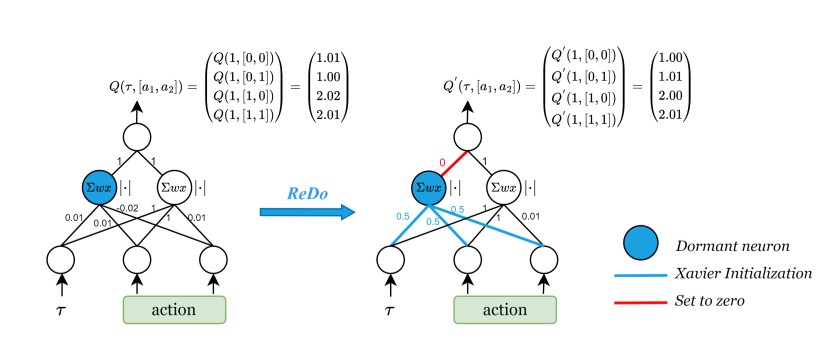 Q(τ,[a₁,a₂]) = (Q(1,[0,0]) Q(1,[0,1]) Q(1,[1,0]) Q(1,[1,1])) = (1.01 1.00 2.02 2.01)
1 1
Σwx |·| Σwx |·|
0.01 0.01 -0.02 1 1 0.01
τ action
ReDo
Q′(τ,[a₁,a₂]) = (Q′(1,[0,0]) Q′(1,[0,1]) Q′(1,[1,0]) Q′(1,[1,1])) = (1.00 1.01 2.00 2.01)
0 1
Σwx |·| Σwx |·|
0.5 0.5 0.5 1 1 0.01
τ action
Dormant neuron
Xavier Initialization
Set to zero